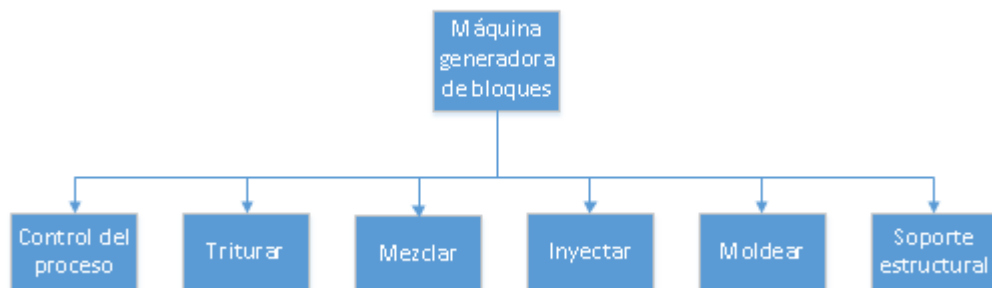 Máquina
generadora
de bloques
Control del
proceso
Triturar
Mezclar
Inyectar
Moldear
Soporte
estructural